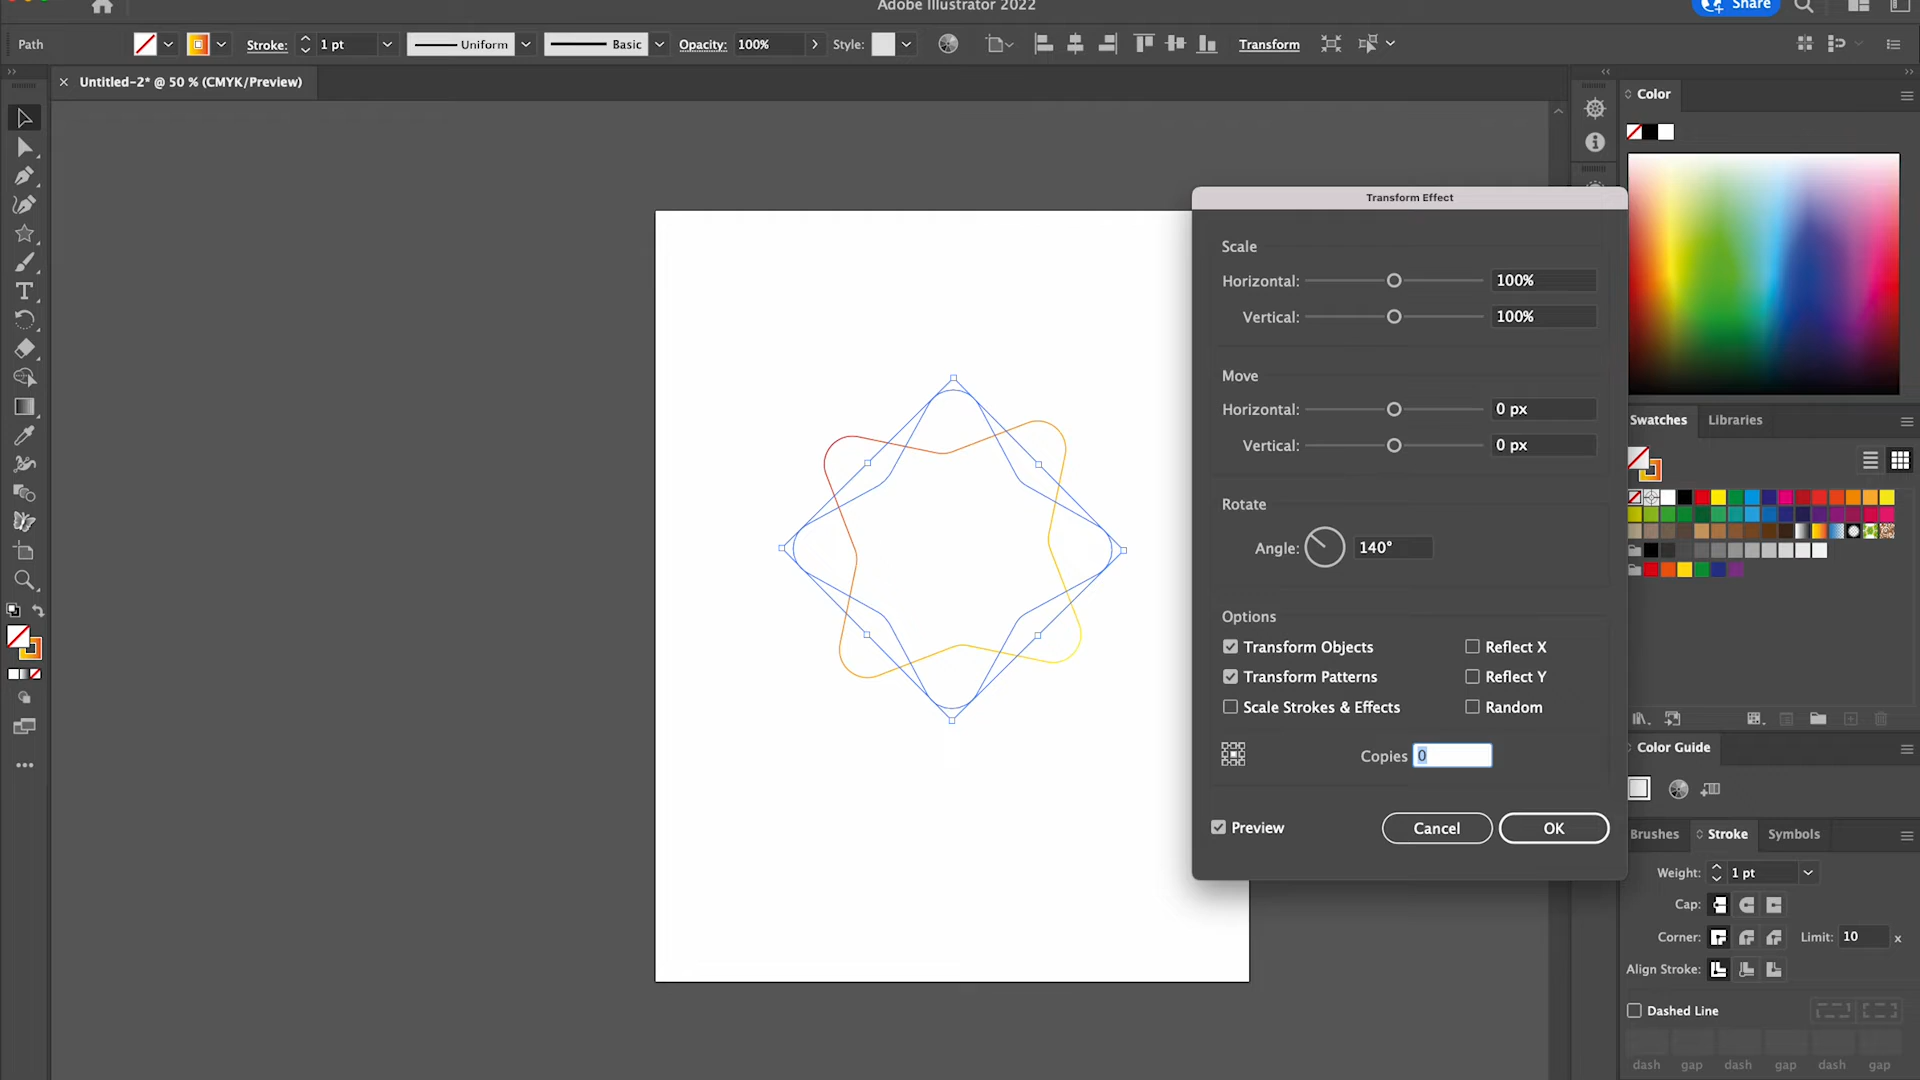 Adobe Illustrator 2022
Share
Path
Stroke:
1 pt
Uniform
Basic
Opacity:
100%
Style:
Transform
Untitled-2* @ 50 % (CMYK/Preview)
Color
Transform Effect
Scale
Horizontal:
100%
Vertical:
100%
Move
Horizontal:
0 px
Vertical:
0 px
Rotate
Angle:
140°
Options
Transform Objects
Reflect X
Transform Patterns
Reflect Y
Scale Strokes & Effects
Random
Copies
0
Preview
Cancel
OK
Swatches
Libraries
Color Guide
Brushes
Stroke
Symbols
Weight:
1 pt
Cap:
Corner:
Limit:
10
x
Align Stroke:
Dashed Line
dash
gap
dash
gap
dash
gap